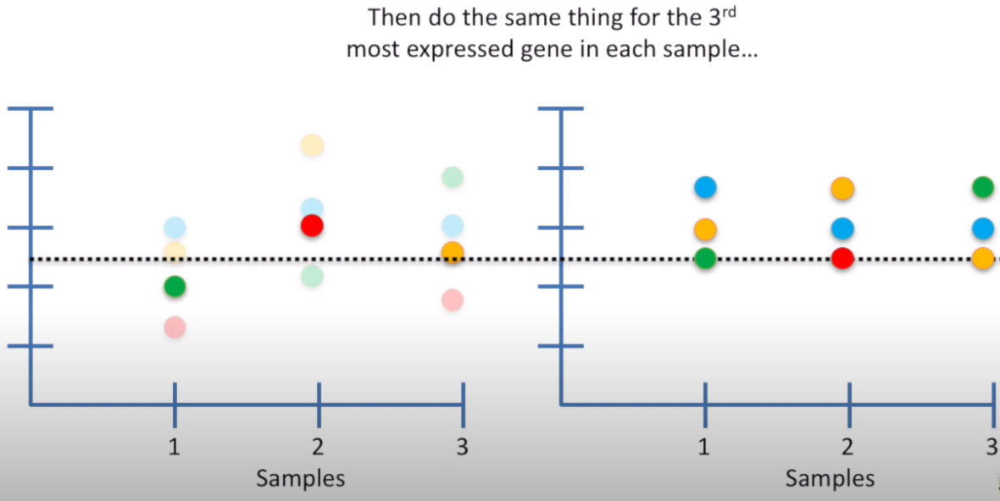 Then do the same thing for the 3rd
most expressed gene in each sample...
1 2 3
Samples
1 2 3
Samples